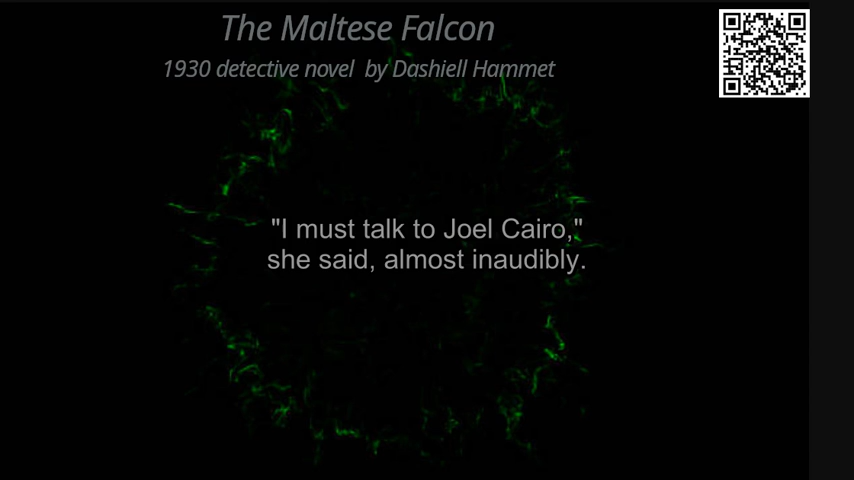 The Maltese Falcon
1930 detective novel by Dashiell Hammet
"I must talk to Joel Cairo,"
she said, almost inaudibly.